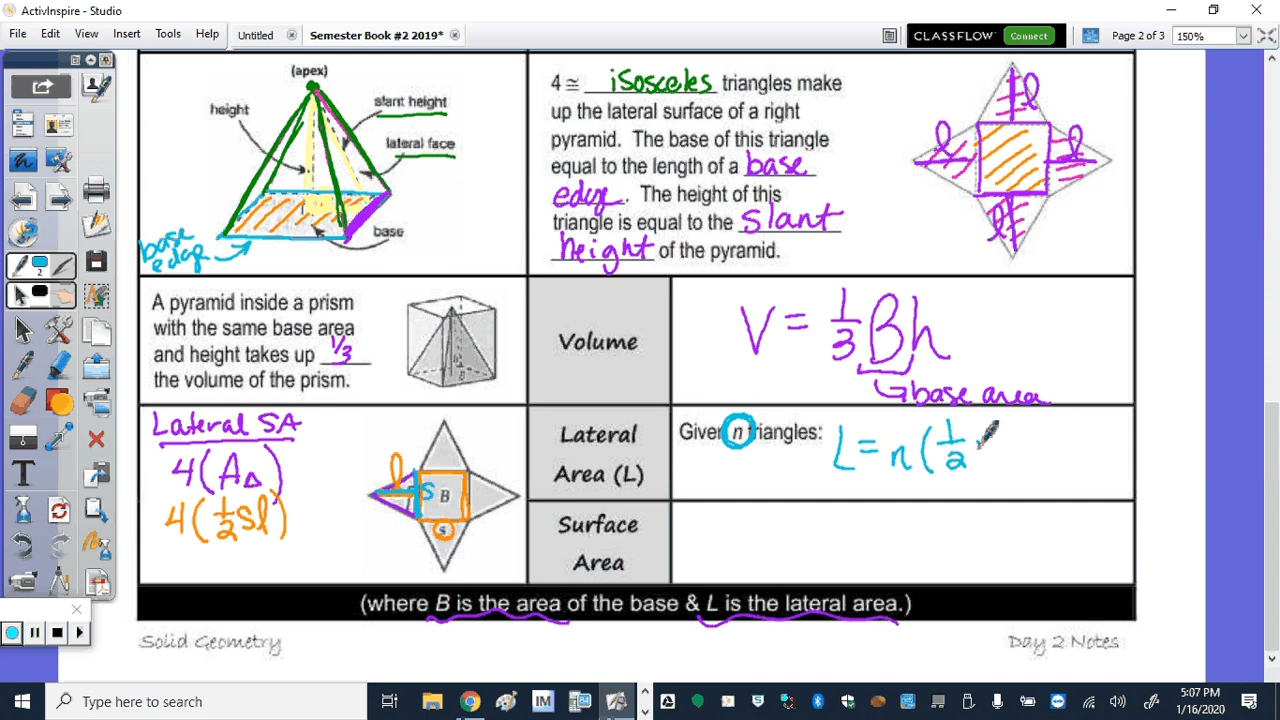 ActivInspire - Studio
File Edit View Insert Tools Help
Untitled
Semester Book #2 2019*
CLASSFLOW Connect
Page 2 of 3
150%
(apex)
height
slant height
lateral face
base
base edge
4 ≅ isosceles triangles make
up the lateral surface of a right
pyramid. The base of this triangle
equal to the length of a base
edge. The height of this
triangle is equal to the slant
height of the pyramid.
l
l
l
l
A pyramid inside a prism
with the same base area
and height takes up 1/3
the volume of the prism.
Volume
V = 1/3 Bh
base area
Lateral SA
4(A△)
4(1/2 sl)
l
s
B
s
Lateral
Area (L)
Given n triangles:
L = n(1/2
Surface
Area
(where B is the area of the base & L is the lateral area.)
Solid Geometry
Day 2 Notes
Type here to search
5:07 PM
1/16/2020